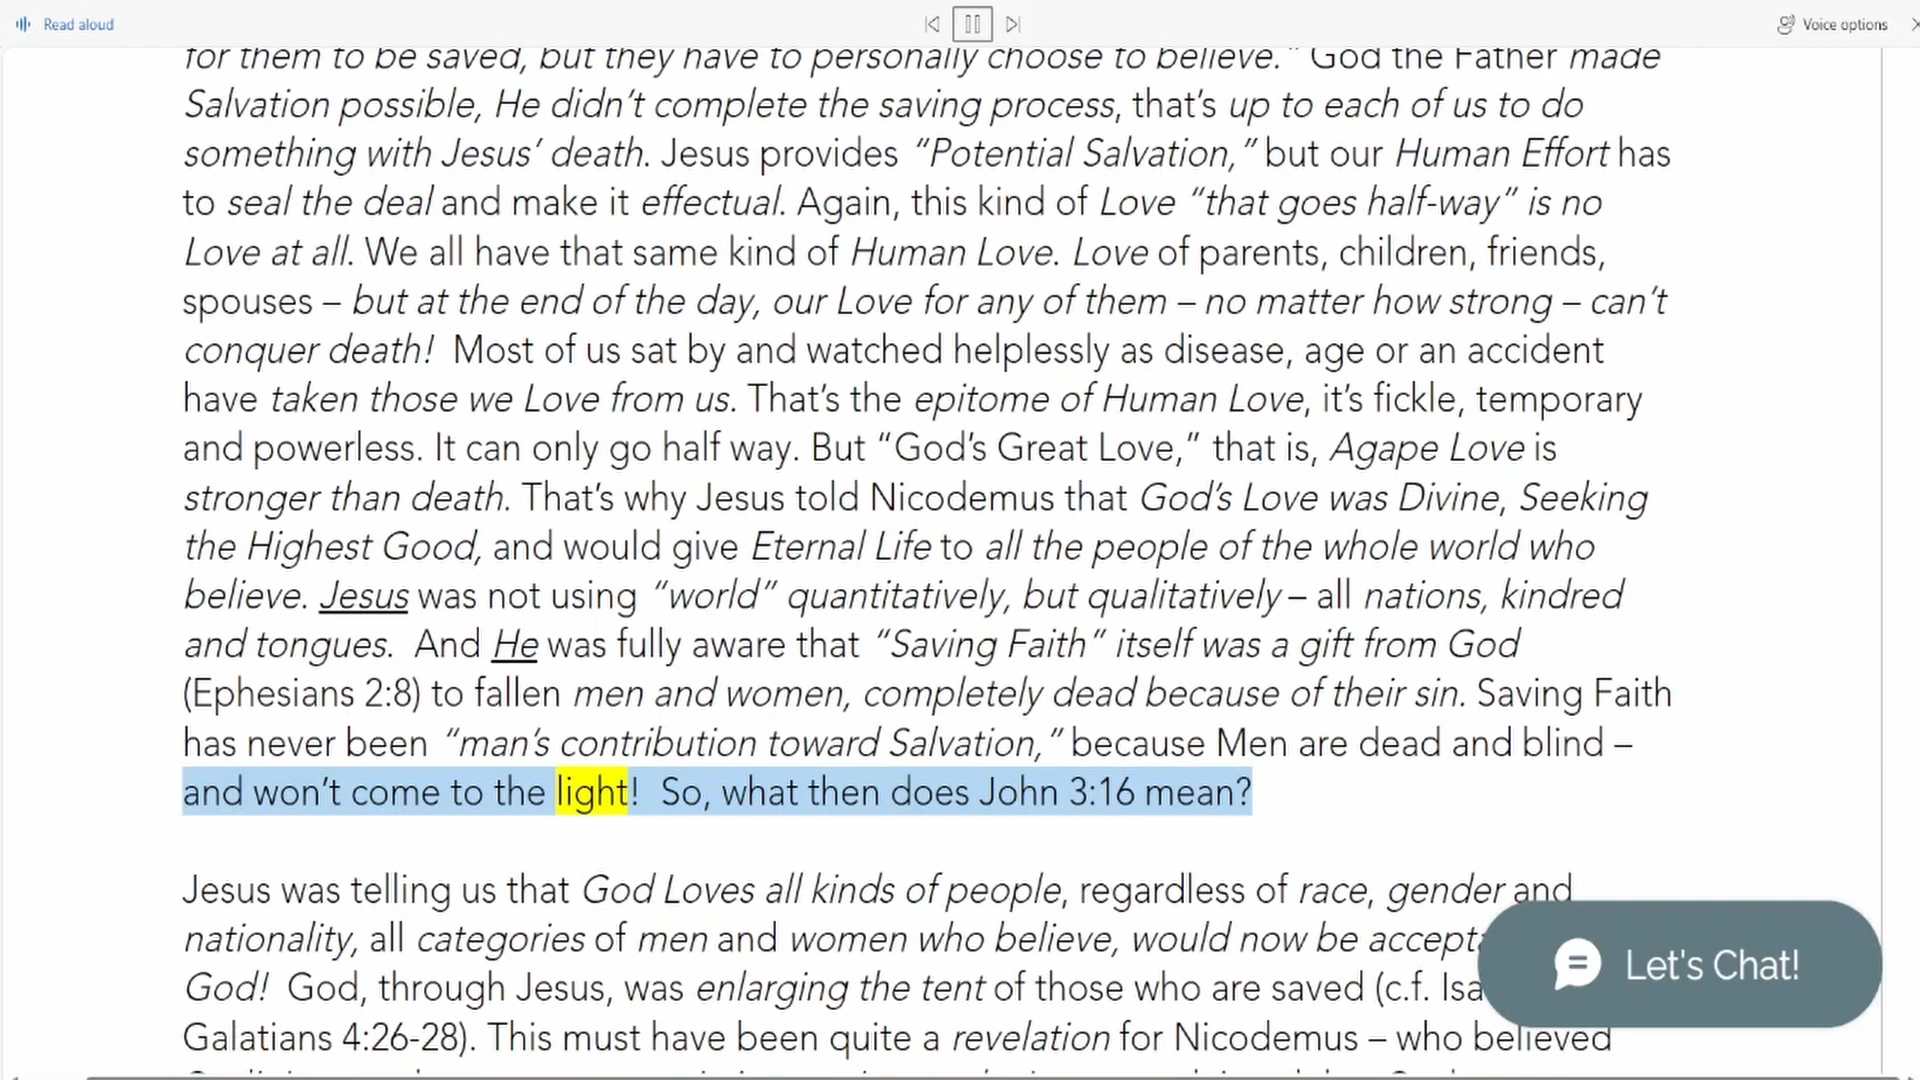 Read aloud
Voice options
for them to be saved, but they have to personally choose to believe.” God the Father made
Salvation possible, He didn’t complete the saving process, that’s up to each of us to do
something with Jesus’ death. Jesus provides “Potential Salvation,” but our Human Effort has
to seal the deal and make it effectual. Again, this kind of Love “that goes half-way” is no
Love at all. We all have that same kind of Human Love. Love of parents, children, friends,
spouses – but at the end of the day, our Love for any of them – no matter how strong – can’t
conquer death! Most of us sat by and watched helplessly as disease, age or an accident
have taken those we Love from us. That’s the epitome of Human Love, it’s fickle, temporary
and powerless. It can only go half way. But “God’s Great Love,” that is, Agape Love is
stronger than death. That’s why Jesus told Nicodemus that God’s Love was Divine, Seeking
the Highest Good, and would give Eternal Life to all the people of the whole world who
believe. Jesus was not using “world” quantitatively, but qualitatively – all nations, kindred
and tongues. And He was fully aware that “Saving Faith” itself was a gift from God
(Ephesians 2:8) to fallen men and women, completely dead because of their sin. Saving Faith
has never been “man’s contribution toward Salvation,” because Men are dead and blind –
and won’t come to the light! So, what then does John 3:16 mean?
Jesus was telling us that God Loves all kinds of people, regardless of race, gender and
nationality, all categories of men and women who believe, would now be
God! God, through Jesus, was enlarging the tent of those who are saved (c.f.
Galatians 4:26-28). This must have been quite a revelation for Nicodemus – who believed
Let's Chat!